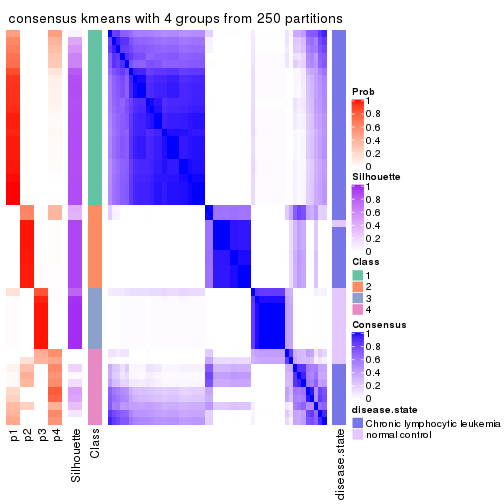 consensus kmeans with 4 groups from 250 partitions
Prob
1
0.8
0.6
0.4
0.2
0
Silhouette
1
0.8
0.6
0.4
0.2
0
Class
1
2
3
4
Consensus
1
0.8
0.6
0.4
0.2
0
disease.state
Chronic lymphocytic leukemia
normal control
p1
p2
p3
p4
Silhouette
Class
disease.state